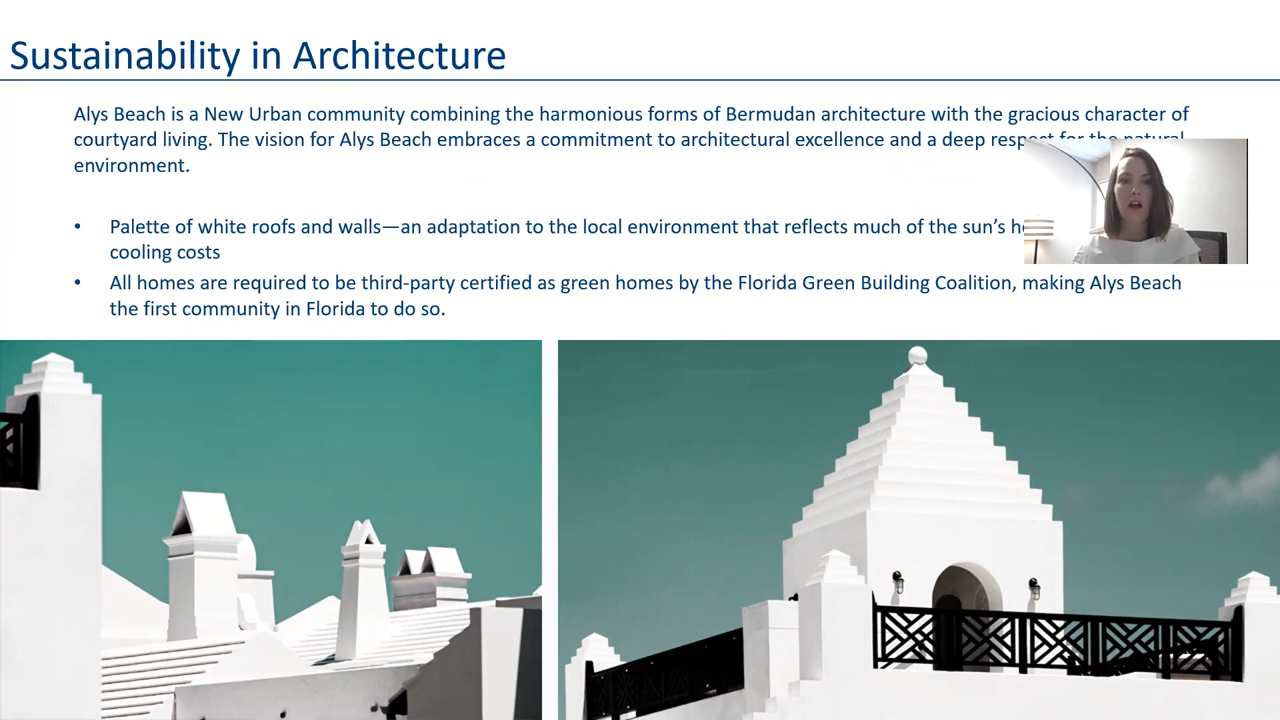 Sustainability in Architecture
Alys Beach is a New Urban community combining the harmonious forms of Bermudan architecture with the gracious character of
courtyard living. The vision for Alys Beach embraces a commitment to architectural excellence and a deep respect for the natural
environment.
• Palette of white roofs and walls—an adaptation to the local environment that reflects much of the sun’s
cooling costs
• All homes are required to be third-party certified as green homes by the Florida Green Building Coalition, making Alys Beach
the first community in Florida to do so.